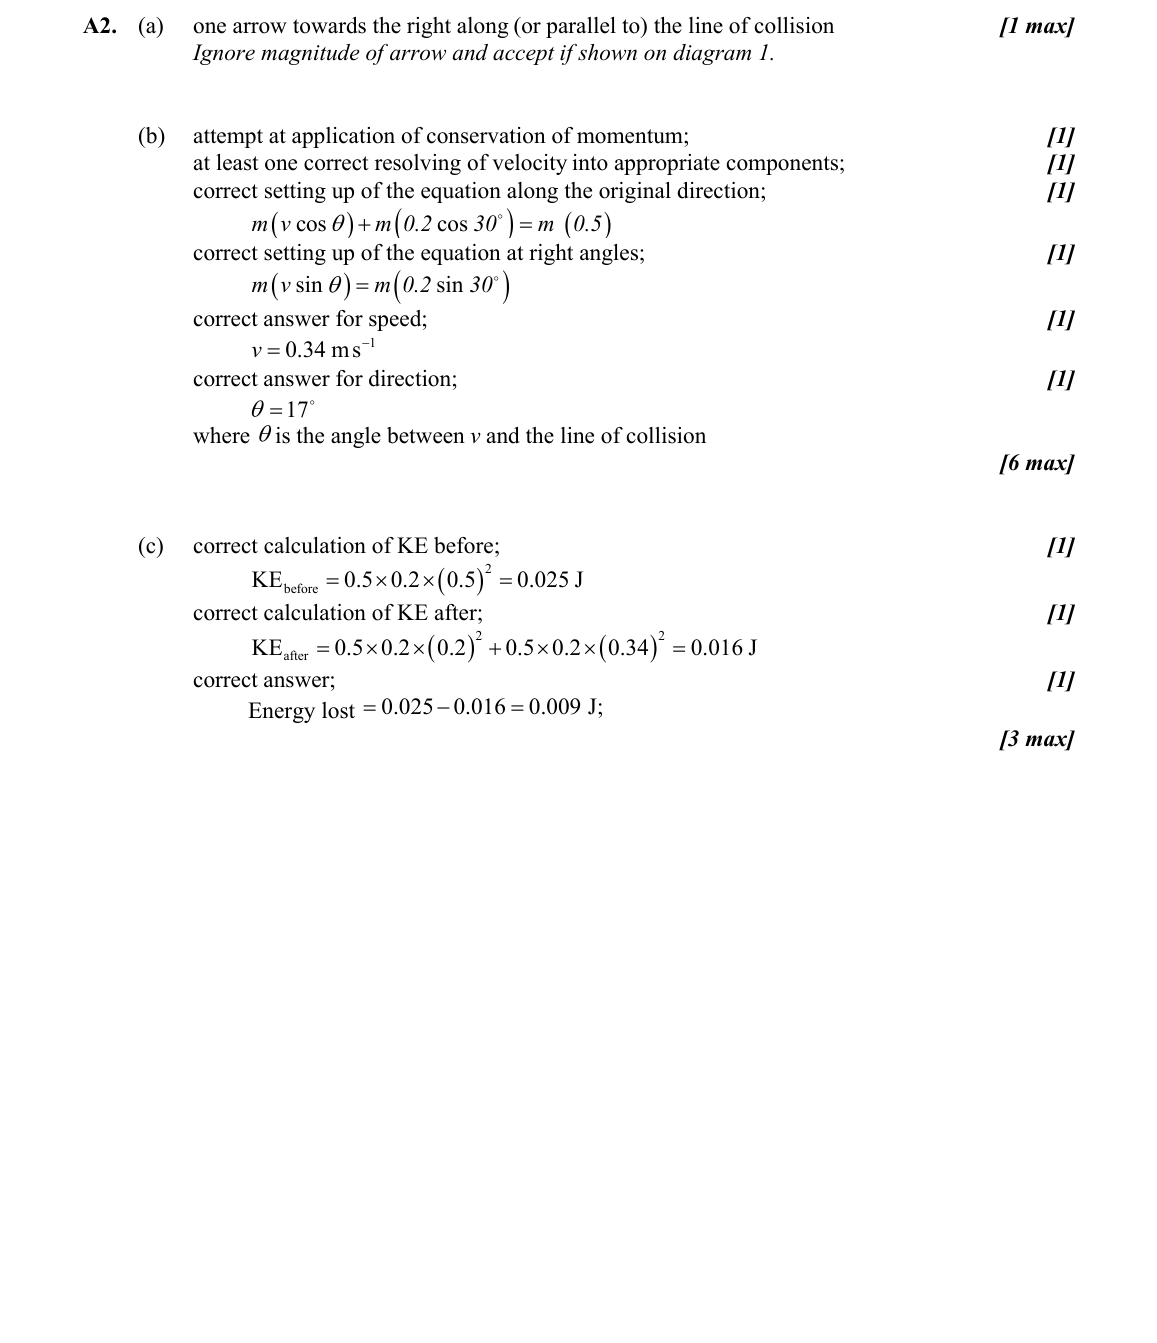 A2. (a) one arrow towards the right along (or parallel to) the line of collision [1 max]
Ignore magnitude of arrow and accept if shown on diagram 1.
(b) attempt at application of conservation of momentum; [1]
at least one correct resolving of velocity into appropriate components; [1]
correct setting up of the equation along the original direction; [1]
m(v cos θ)+m(0.2 cos 30°)=m (0.5)
correct setting up of the equation at right angles; [1]
m(v sin θ)=m(0.2 sin 30°)
correct answer for speed; [1]
v = 0.34 m s⁻¹
correct answer for direction; [1]
θ = 17°
where θ is the angle between v and the line of collision
[6 max]
(c) correct calculation of KE before; [1]
KE_before = 0.5×0.2×(0.5)² = 0.025 J
correct calculation of KE after; [1]
KE_after = 0.5×0.2×(0.2)² + 0.5×0.2×(0.34)² = 0.016 J
correct answer; [1]
Energy lost = 0.025 – 0.016 = 0.009 J;
[3 max]